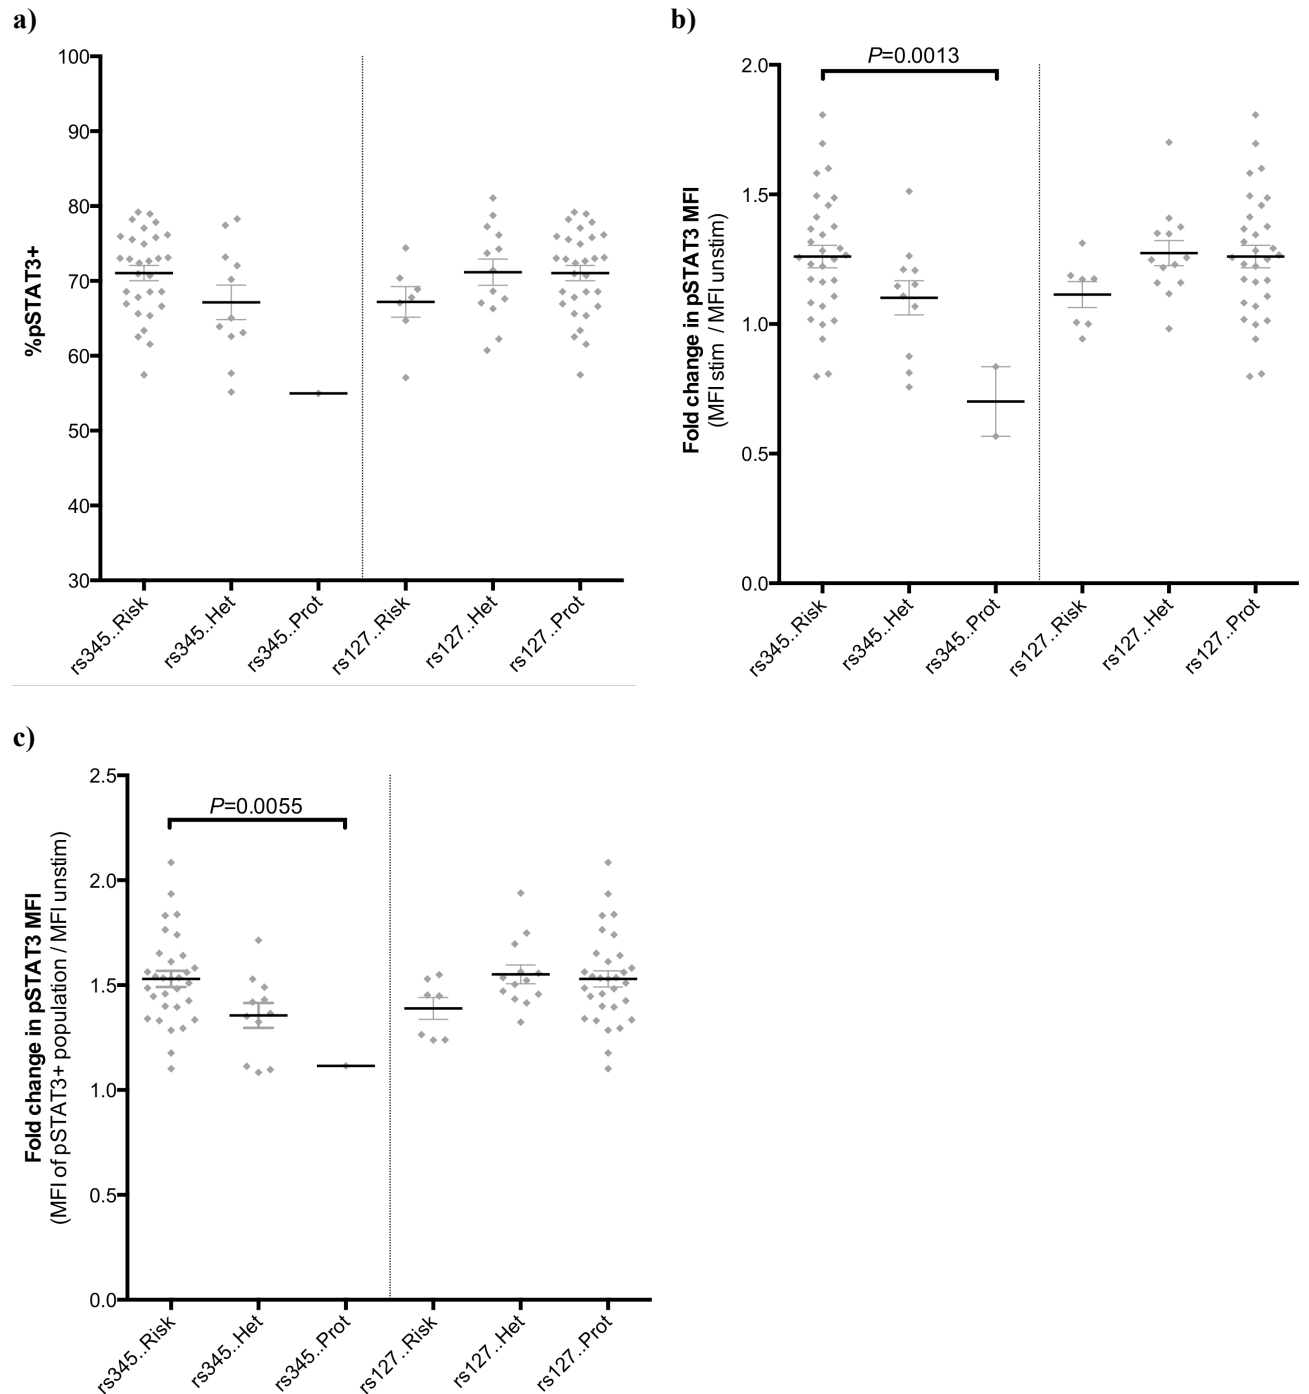 a)
%pSTAT3+
100
90
80
70
60
50
40
30
rs345..Risk
rs345..Het
rs345..Prot
rs127..Risk
rs127..Het
rs127..Prot
b)
P=0.0013
Fold change in pSTAT3 MFI
(MFI stim / MFI unstim)
2.0
1.5
1.0
0.5
0.0
rs345..Risk
rs345..Het
rs345..Prot
rs127..Risk
rs127..Het
rs127..Prot
c)
P=0.0055
Fold change in pSTAT3 MFI
(MFI of pSTAT3+ population / MFI unstim)
2.5
2.0
1.5
1.0
0.5
0.0
rs345..Risk
rs345..Het
rs345..Prot
rs127..Risk
rs127..Het
rs127..Prot